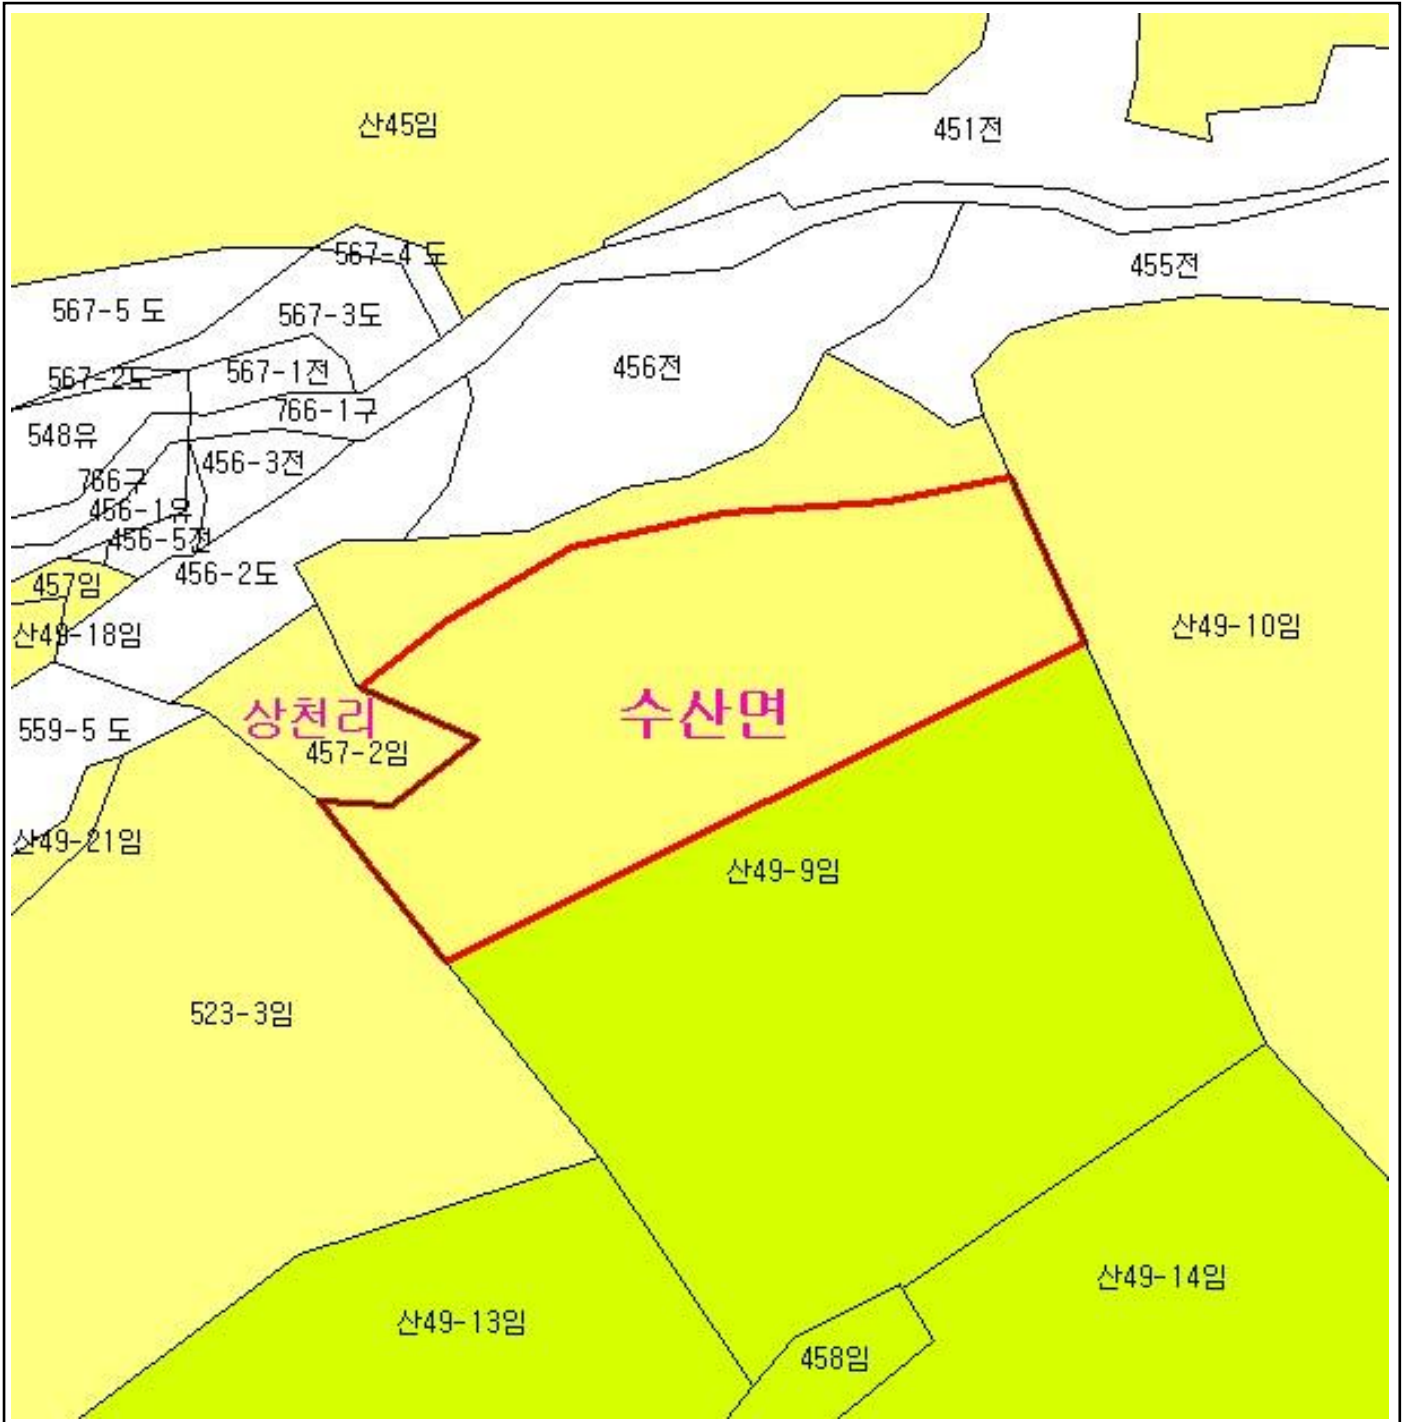 산45임
451전
567-4 도
455전
567-5 도
567-3도
456전
567-1전
567-2도
766-1구
548유
456-3전
766구
456-1유
456-5전
456-2도
457임
산49-18임
산49-10임
상천리
수산면
559-5 도
457-2임
산49-21임
산49-9임
523-3임
산49-14임
산49-13임
458임